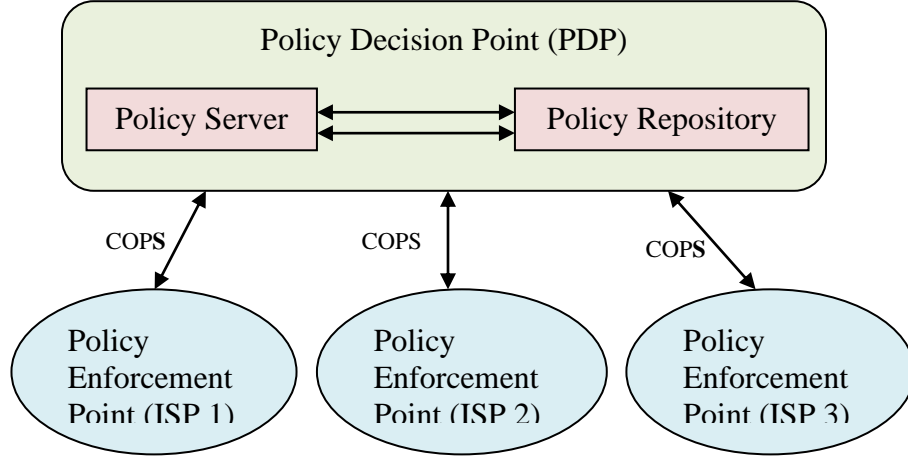 Policy Decision Point (PDP)
Policy Server
Policy Repository
COPS
COPS
COPS
Policy
Enforcement
Point (ISP 1)
Policy
Enforcement
Point (ISP 2)
Policy
Enforcement
Point (ISP 3)